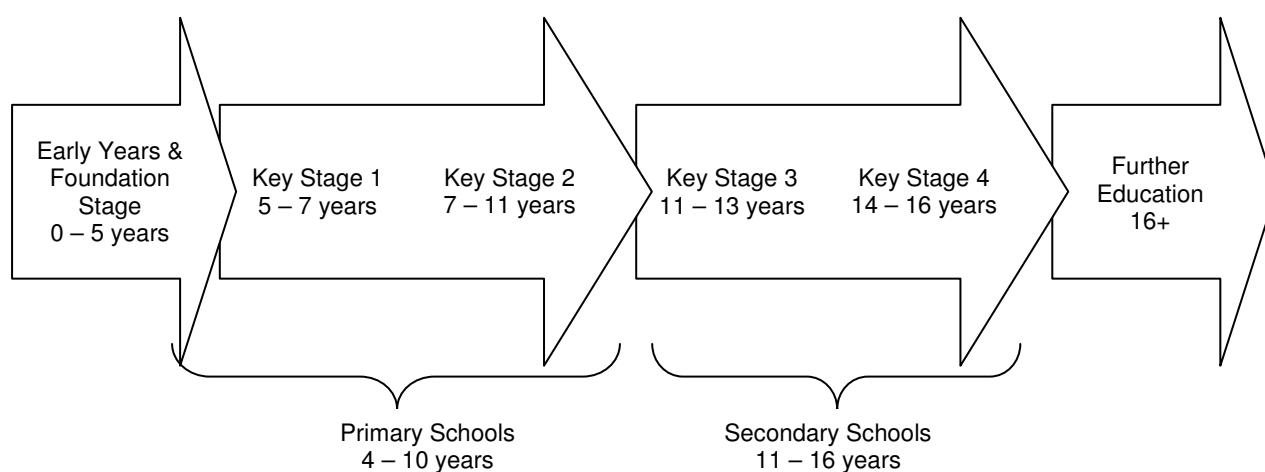 Early Years &
Foundation
Stage
0 – 5 years
Key Stage 1
5 – 7 years
Key Stage 2
7 – 11 years
Key Stage 3
11 – 13 years
Key Stage 4
14 – 16 years
Further
Education
16+
Primary Schools
4 – 10 years
Secondary Schools
11 – 16 years